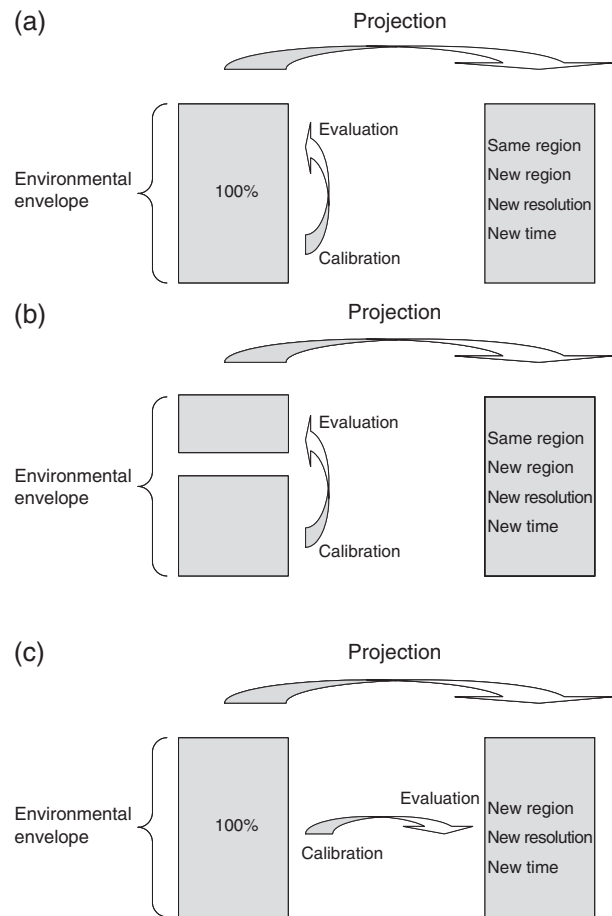 (a)
Projection
Environmental
envelope
100%
Evaluation
Calibration
Same region
New region
New resolution
New time
(b)
Projection
Environmental
envelope
Evaluation
Calibration
Same region
New region
New resolution
New time
(c)
Projection
Environmental
envelope
100%
Evaluation
Calibration
New region
New resolution
New time